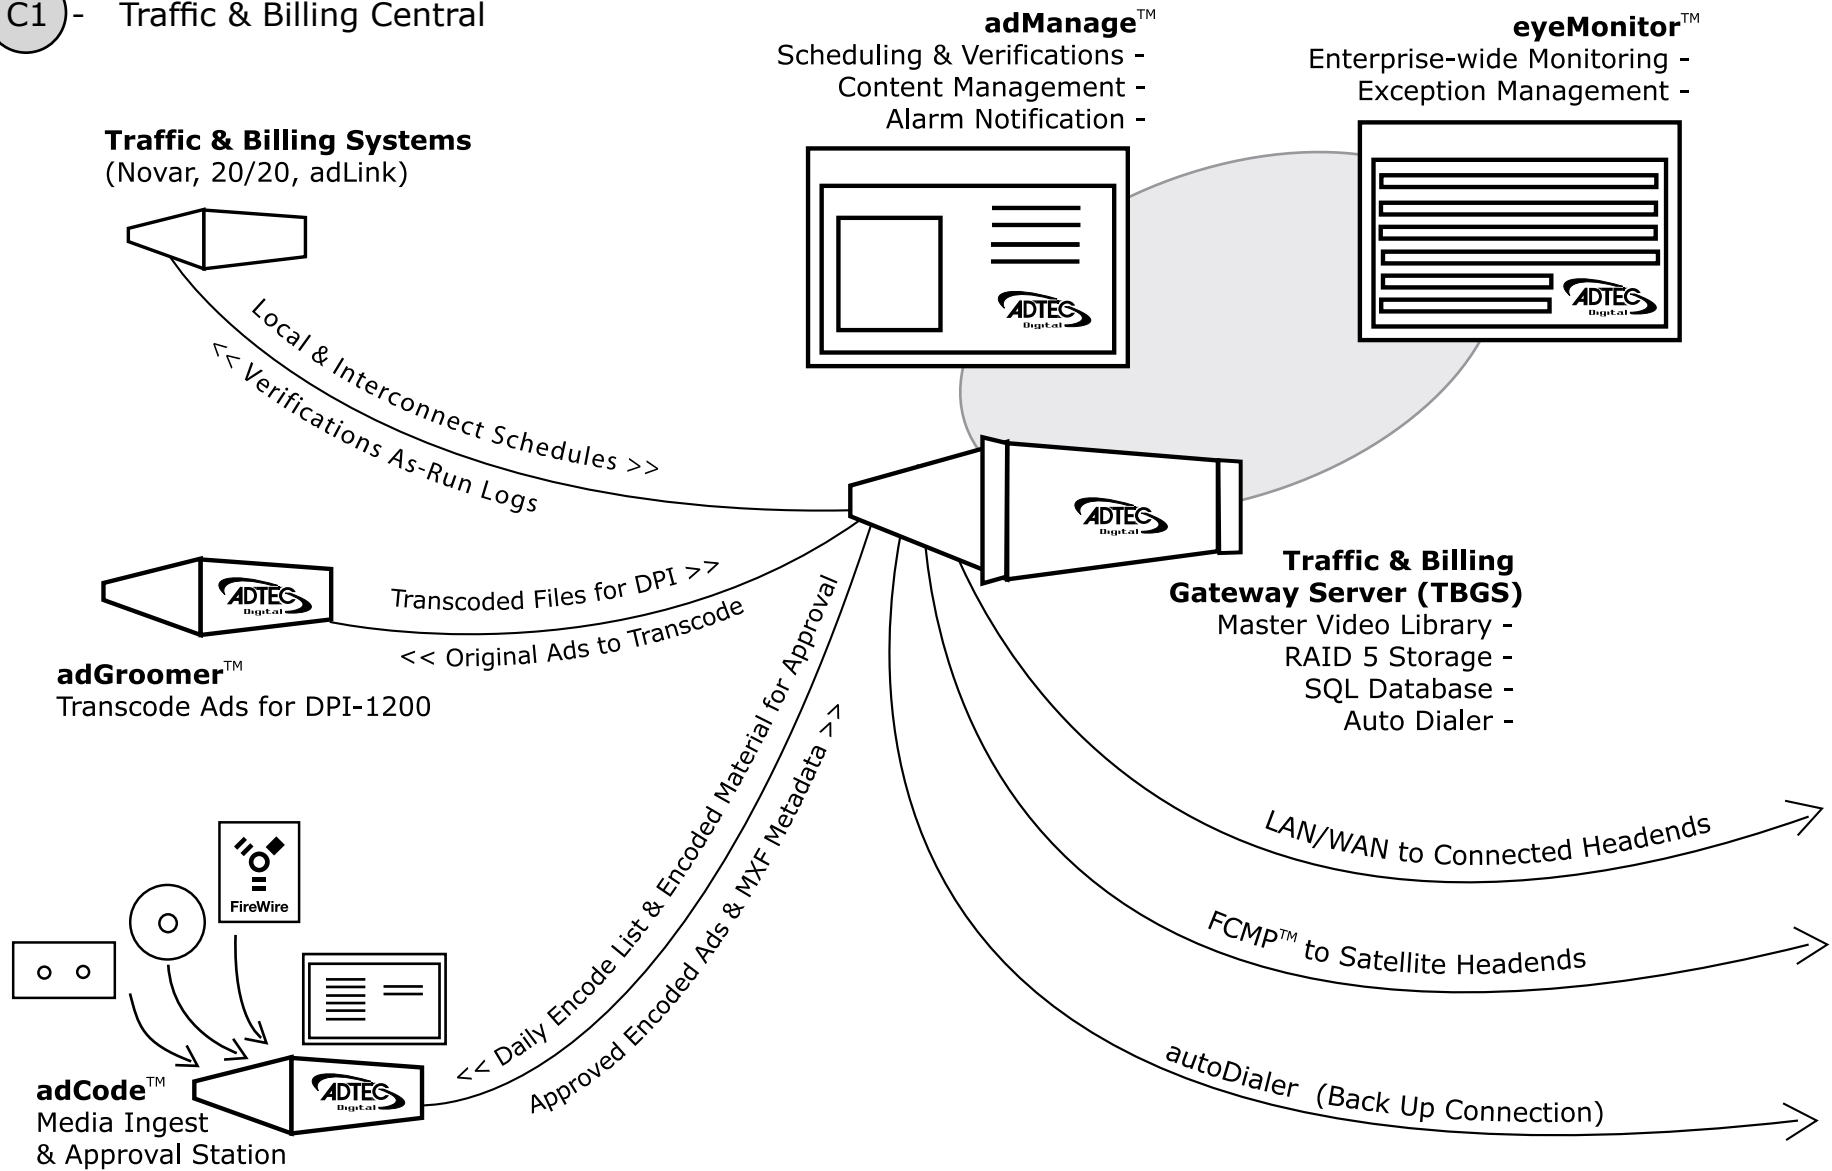 C1 - Traffic & Billing Central
adManage™
Scheduling & Verifications -
Content Management -
Alarm Notification -
eyeMonitor™
Enterprise-wide Monitoring -
Exception Management -
Traffic & Billing Systems
(Novar, 20/20, adLink)
ADTEC
Digital
ADTEC
Digital
Local & Interconnect Schedules >>
<< Verifications As-Run Logs
ADTEC
Digital
Traffic & Billing
Gateway Server (TBGS)
Master Video Library -
RAID 5 Storage -
SQL Database -
Auto Dialer -
ADTEC
Digital
Transcoded Files for DPI >>
<< Original Ads to Transcode
adGroomer™
Transcode Ads for DPI-1200
<< Daily Encode List & Encoded Material for Approval
Approved Encoded Ads & MXF Metadata >>
FireWire
ADTEC
Digital
adCode™
Media Ingest
& Approval Station
LAN/WAN to Connected Headends
FCMP™ to Satellite Headends
autoDialer (Back Up Connection)